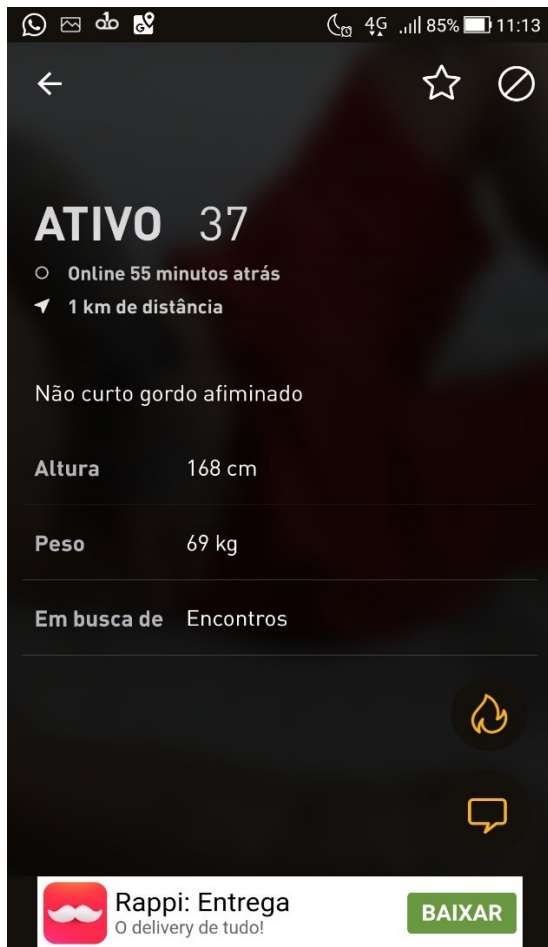 4G 85% 11:13
ATIVO 37
Online 55 minutos atrás
1 km de distância
Não curto gordo afiminado
Altura 168 cm
Peso 69 kg
Em busca de Encontros
Rappi: Entrega
O delivery de tudo!
BAIXAR